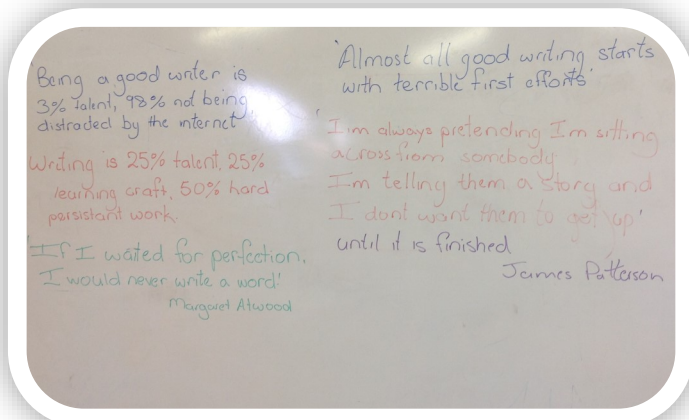 'Being a good writer is
3% talent, 98% not being
distracted by the internet'
Writing is 25% talent, 25%
learning craft, 50% hard
persistant work.
'If I waited for perfection,
I would never write a word!'
Margaret Atwood
'Almost all good writing starts
with terrible first efforts'
'I'm always pretending I'm sitting
across from somebody
I'm telling them a story and
I dont want them to get up'
until it is finished
James Patterson